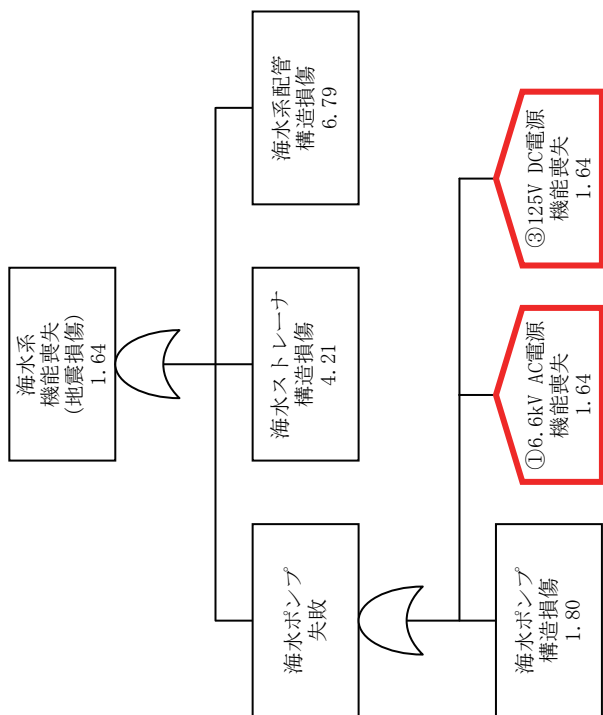 海水系
機能喪失
(地震損傷)
1.64
海水ポンプ
失敗
海水ストレーナ
構造損傷
4.21
海水系配管
構造損傷
6.79
海水ポンプ
構造損傷
1.80
①6.6kV AC電源
機能喪失
1.64
③125V DC電源
機能喪失
1.64